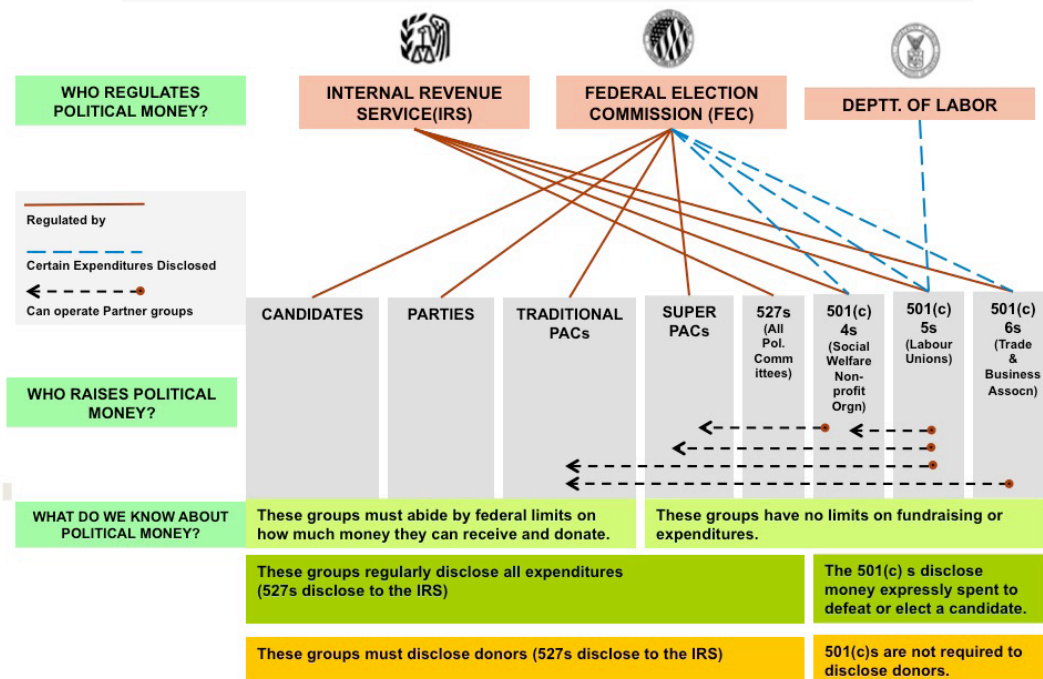 WHO REGULATES
POLITICAL MONEY?
INTERNAL REVENUE
SERVICE(IRS)
FEDERAL ELECTION
COMMISSION (FEC)
DEPTT. OF LABOR
Regulated by
Certain Expenditures Disclosed
Can operate Partner groups
CANDIDATES
PARTIES
TRADITIONAL
PACs
SUPER
PACs
527s
(All
Pol.
Comm
ittees)
501(c)
4s
(Social
Welfare
Non-
profit
Orgn)
501(c)
5s
(Labour
Unions)
501(c)
6s
(Trade
&
Business
Assocn)
WHO RAISES POLITICAL
MONEY?
WHAT DO WE KNOW ABOUT
POLITICAL MONEY?
These groups must abide by federal limits on
how much money they can receive and donate.
These groups have no limits on fundraising or
expenditures.
These groups regularly disclose all expenditures
(527s disclose to the IRS)
The 501(c) s disclose
money expressly spent to
defeat or elect a candidate.
These groups must disclose donors (527s disclose to the IRS)
501(c)s are not required to
disclose donors.